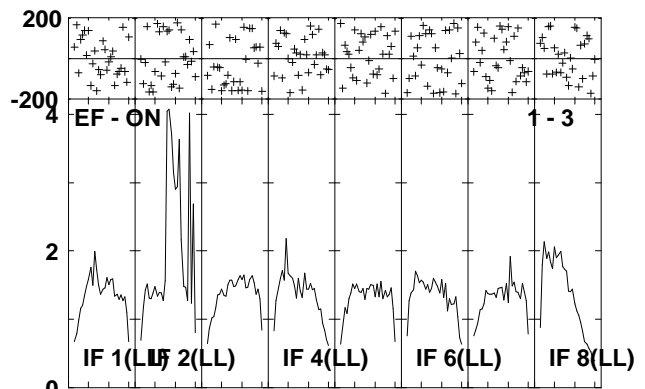 200
-200
4
EF - ON
1 - 3
2
IF 1(LL)
IF 2(LL)
IF 4(LL)
IF 6(LL)
IF 8(LL)
0